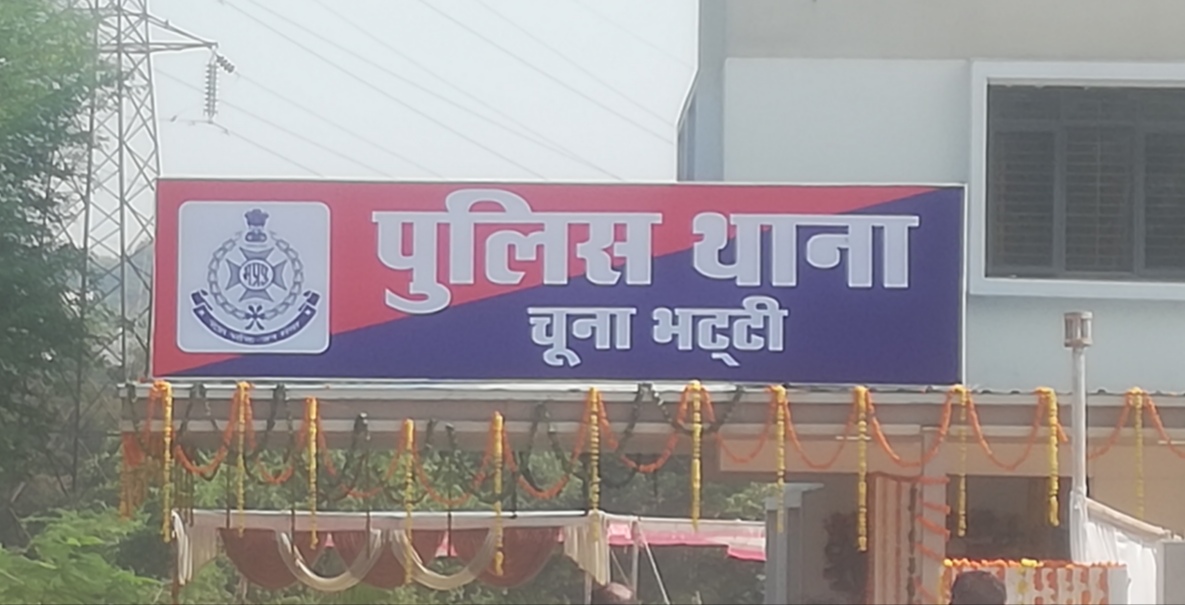 पुलिस थाना
चूना भट्टी
म.प्र.पु.